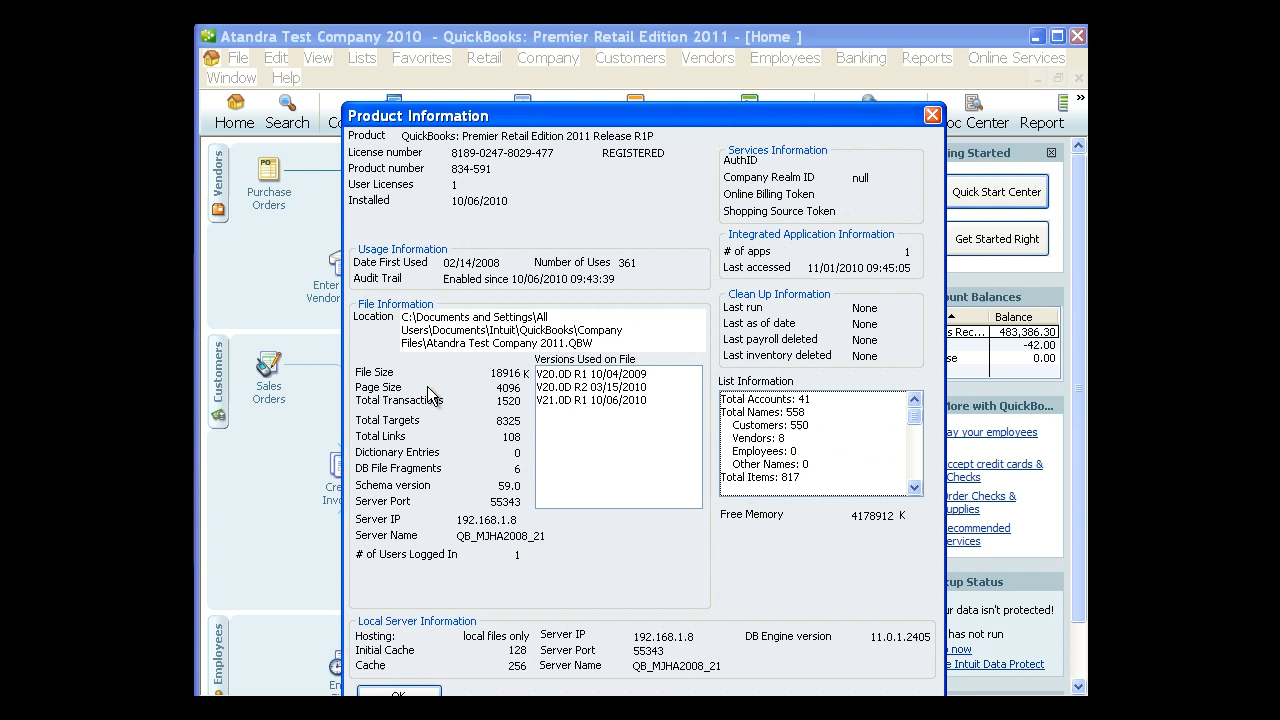 Atandra Test Company 2010 - QuickBooks: Premier Retail Edition 2011 - [Home ]
File Edit View Lists Favorites Retail Company Customers Vendors Employees Banking Reports Online Services
Window Help
Home Search Report
Product Information
Product QuickBooks: Premier Retail Edition 2011 Release R1P
License number 8189-0247-8029-477 REGISTERED
Product number 834-591
User Licenses 1
Installed 10/06/2010
Services Information
AuthID
Company Realm ID null
Online Billing Token
Shopping Source Token
Usage Information
Date First Used 02/14/2008 Number of Uses 361
Audit Trail Enabled since 10/06/2010 09:43:39
Integrated Application Information
# of apps 1
Last accessed 11/01/2010 09:45:05
File Information
Location C:\Documents and Settings\All
Users\Documents\Intuit\QuickBooks\Company
Files\Atandra Test Company 2011.QBW
Versions Used on File
V20.0D R1 10/04/2009
V20.0D R2 03/15/2010
V21.0D R1 10/06/2010
File Size 18916 K
Page Size 4096
Total Transactions 1520
Total Targets 8325
Total Links 108
Dictionary Entries 0
DB File Fragments 6
Schema version 59.0
Server Port 55343
Server IP 192.168.1.8
Server Name QB_MJHA2008_21
# of Users Logged In 1
Clean Up Information
Last run None
Last as of date None
Last payroll deleted None
Last inventory deleted None
List Information
Total Accounts: 41
Total Names: 558
Customers: 550
Vendors: 8
Employees: 0
Other Names: 0
Total Items: 817
Free Memory 4178912 K
Local Server Information
Hosting: local files only Server IP 192.168.1.8 DB Engine version 11.0.1.2405
Initial Cache 128 Server Port 55343
Cache 256 Server Name QB_MJHA2008_21
OK
Vendors
Purchase
Orders
Enter
Vendor
Customers
Sales
Orders
Employees
oc Center
ing Started
Quick Start Center
Get Started Right
ount Balances
Balance
s Rec... 483,386.30
-42.00
se 0.00
More with QuickBo...
ay your employees
ccept credit cards &
Checks
rder Checks &
upplies
ecommended
ervices
kup Status
ur data isn't protected!
has not run
now
e Intuit Data Protect